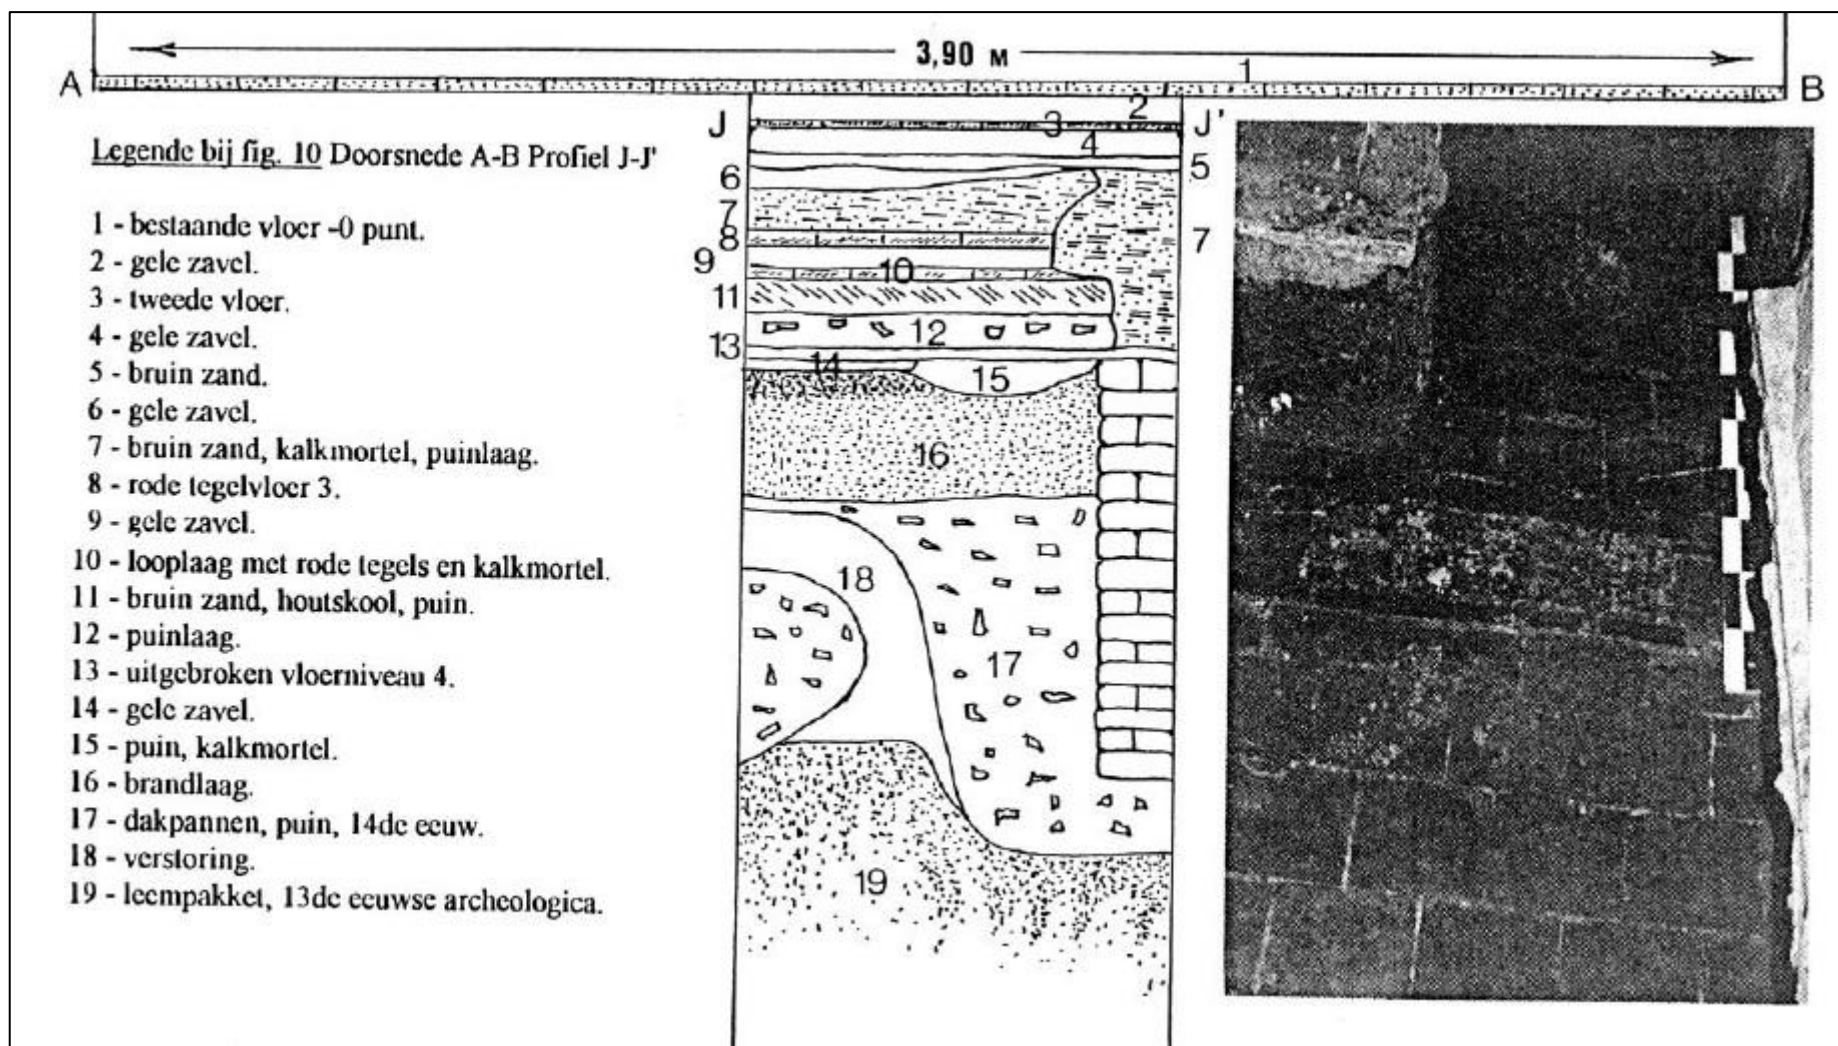 3,90 M
A
1
B
J
2
3
J'
4
5
6
7
8
7
9
10
11
12
13
14
15
16
18
17
19
Legende bij fig. 10 Doorsnede A-B Profiel J-J'
1 - bestaande vloer -0 punt.
2 - gele zavel.
3 - tweede vloer.
4 - gele zavel.
5 - bruin zand.
6 - gele zavel.
7 - bruin zand, kalkmortel, puinlaag.
8 - rode tegelvloer 3.
9 - gele zavel.
10 - looplaag met rode tegels en kalkmortel.
11 - bruin zand, houtskool, puin.
12 - puinlaag.
13 - uitgebroken vloerniveau 4.
14 - gele zavel.
15 - puin, kalkmortel.
16 - brandlaag.
17 - dakpannen, puin, 14de eeuw.
18 - verstoring.
19 - leempakket, 13de eeuwse archeologica.